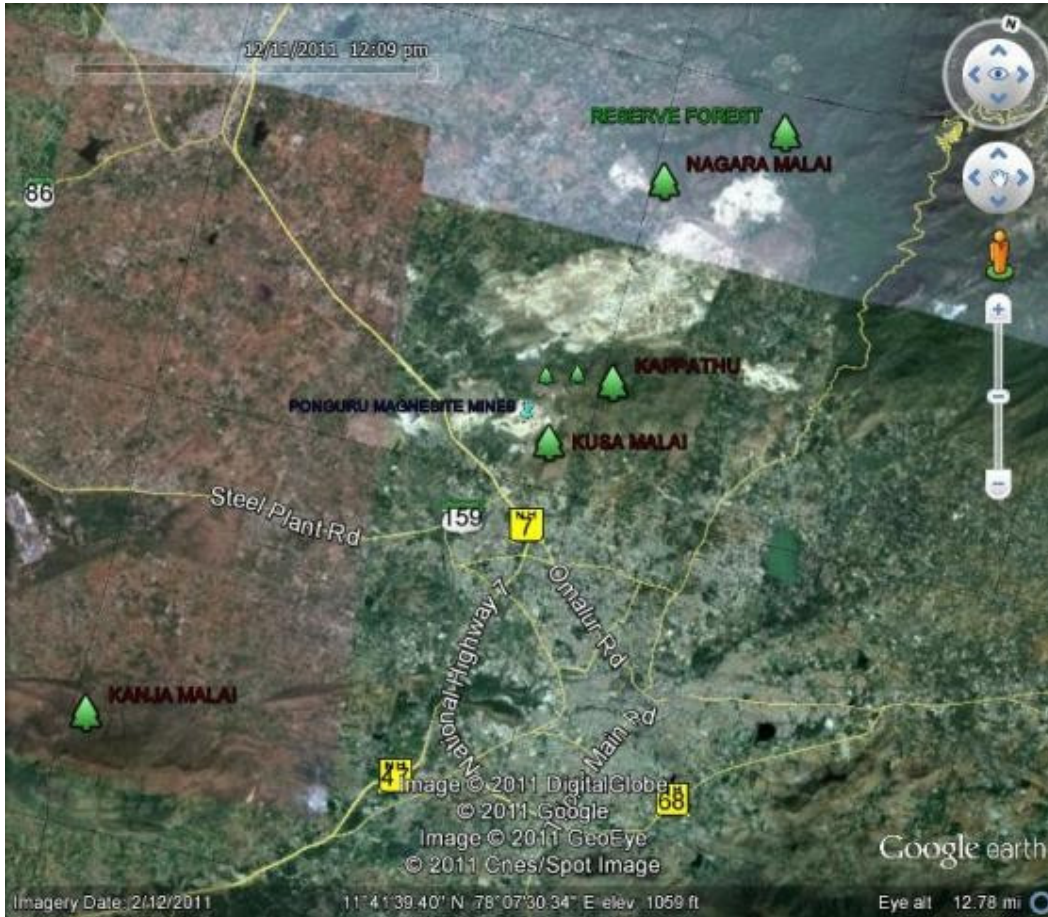 12/11/2011 12:09 pm
N
RESERVE FOREST
NAGARA MALAI
86
KAPPATHU
PONGURU MAGHESITE MINES
KUSA MALAI
Steel Plant Rd
159
NH
7
Omalur Rd
National Highway 7
KANJA MALAI
Main Rd
NH
47
68
Image © 2011 DigitalGlobe
© 2011 Google
Image © 2011 GeoEye
© 2011 Cnes/Spot Image
Google earth
Imagery Date: 2/12/2011
11°41'39.40" N 78°07'30.34" E elev 1059 ft
Eye alt 12.78 mi